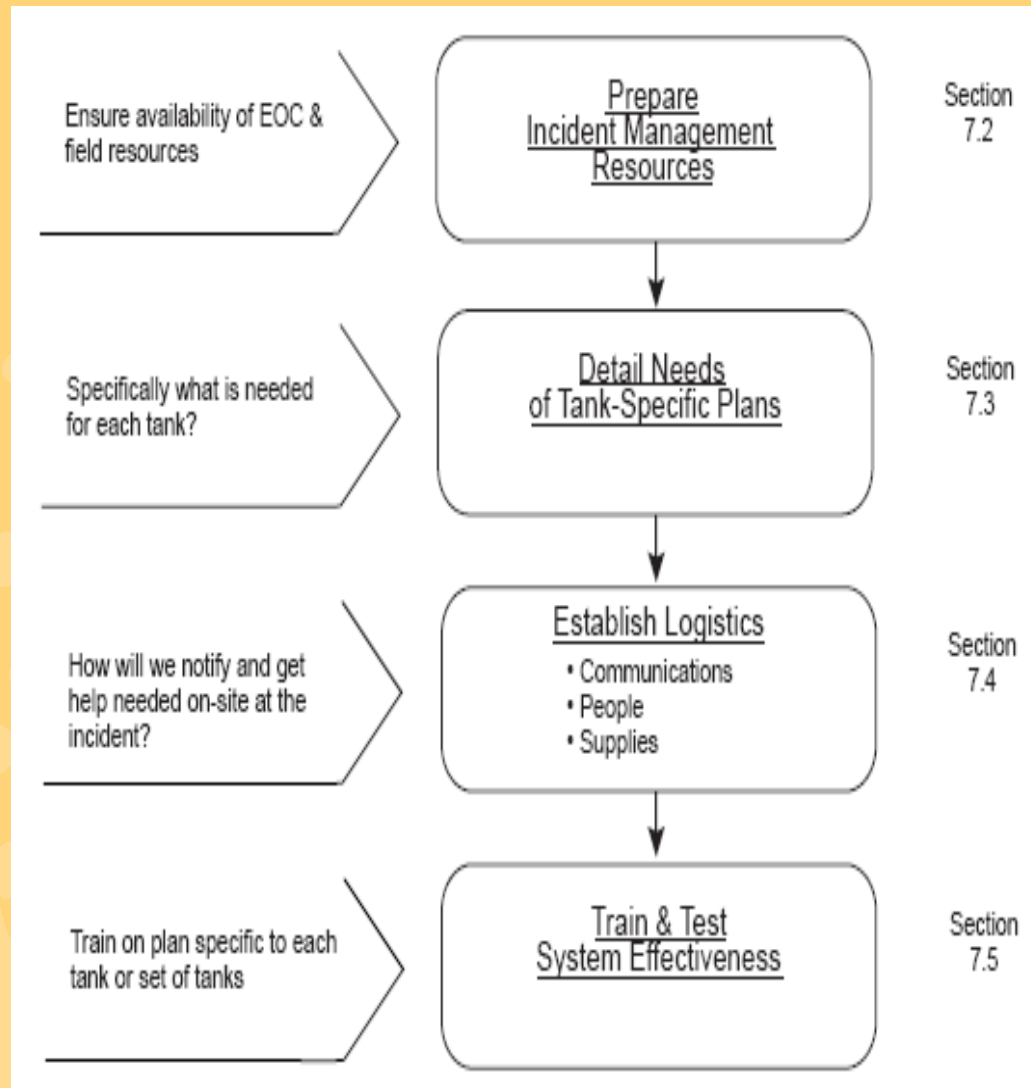 Ensure availability of EOC &
field resources
Prepare
Incident Management
Resources
Section
7.2
Specifically what is needed
for each tank?
Detail Needs
of Tank-Specific Plans
Section
7.3
How will we notify and get
help needed on-site at the
incident?
Establish Logistics
• Communications
• People
• Supplies
Section
7.4
Train on plan specific to each
tank or set of tanks
Train & Test
System Effectiveness
Section
7.5